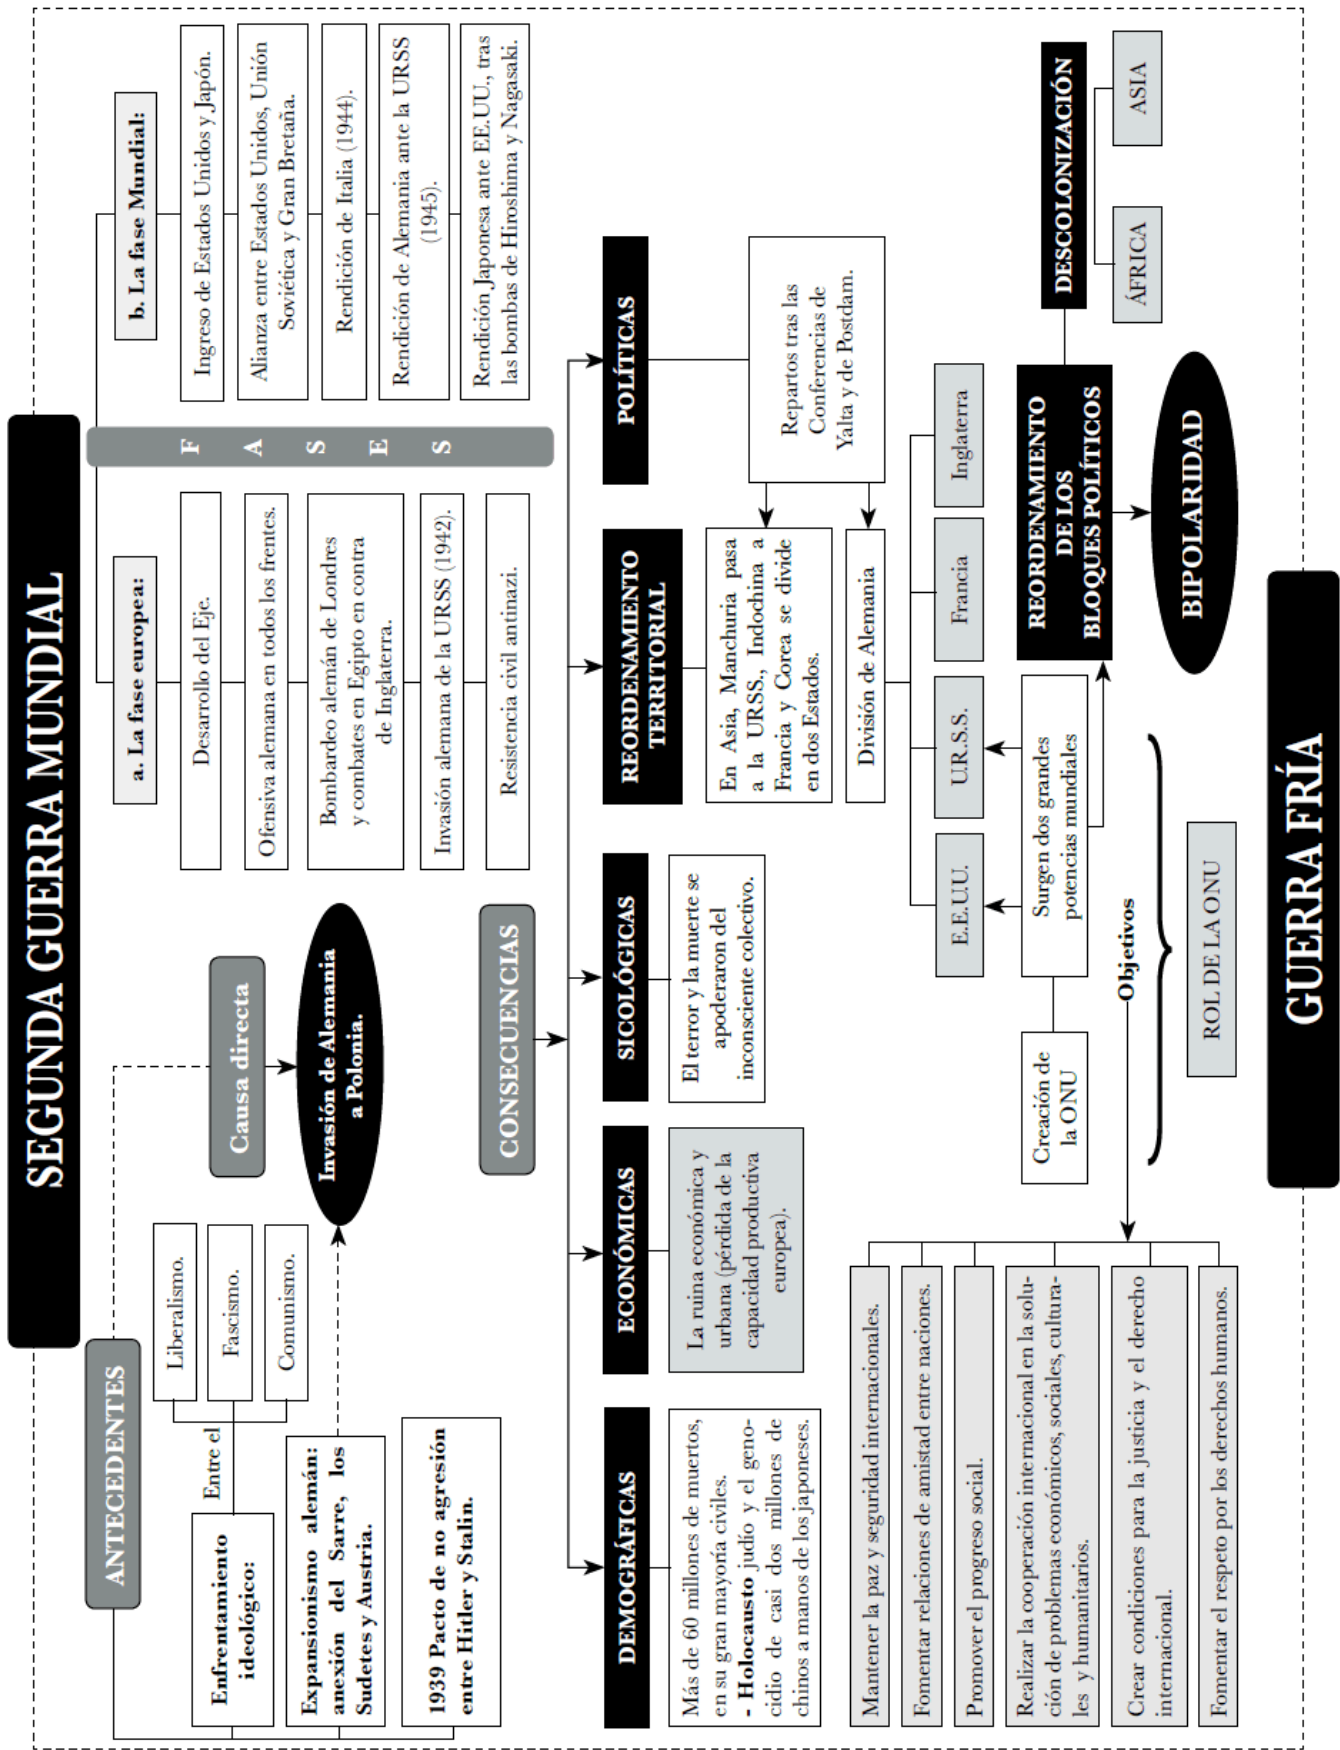 SEGUNDA GUERRA MUNDIAL
ANTECEDENTES
Enfrentamiento
ideológico:
Entre el
Liberalismo.
Fascismo.
Comunismo.
Expansionismo alemán:
anexión del Sarre, los
Sudetes y Austria.
1939 Pacto de no agresión
entre Hitler y Stalin.
Causa directa
Invasión de Alemania
a Polonia.
FASES
a. La fase europea:
Desarrollo del Eje.
Ofensiva alemana en todos los frentes.
Bombardeo alemán de Londres
y combates en Egipto en contra
de Inglaterra.
Invasión alemana de la URSS (1942).
Resistencia civil antinazi.
b. La fase Mundial:
Ingreso de Estados Unidos y Japón.
Alianza entre Estados Unidos, Unión
Soviética y Gran Bretaña.
Rendición de Italia (1944).
Rendición de Alemania ante la URSS
(1945).
Rendición Japonesa ante EE.UU., tras
las bombas de Hiroshima y Nagasaki.
CONSECUENCIAS
DEMOGRÁFICAS
Más de 60 millones de muertos,
en su gran mayoría civiles.
- Holocausto judío y el geno-
cidio de casi dos millones de
chinos a manos de los japoneses.
ECONÓMICAS
La ruina económica y
urbana (pérdida de la
capacidad productiva
europea).
SICOLÓGICAS
El terror y la muerte se
apoderaron del
inconsciente colectivo.
REORDENAMIENTO
TERRITORIAL
En Asia, Manchuria pasa
a la URSS,, Indochina a
Francia y Corea se divide
en dos Estados.
División de Alemania
POLÍTICAS
Repartos tras las
Conferencias de
Yalta y de Postdam.
E.E.U.U.
U.R.S.S.
Francia
Inglaterra
Creación de
la ONU
Surgen dos grandes
potencias mundiales
REORDENAMIENTO
DE LOS
BLOQUES POLÍTICOS
DESCOLONIZACIÓN
ÁFRICA
ASIA
BIPOLARIDAD
Objetivos
Mantener la paz y seguridad internacionales.
Fomentar relaciones de amistad entre naciones.
Promover el progreso social.
Realizar la cooperación internacional en la solu-
ción de problemas económicos, sociales, cultura-
les y humanitarios.
Crear condiciones para la justicia y el derecho
internacional.
Fomentar el respeto por los derechos humanos.
ROL DE LA ONU
GUERRA FRÍA